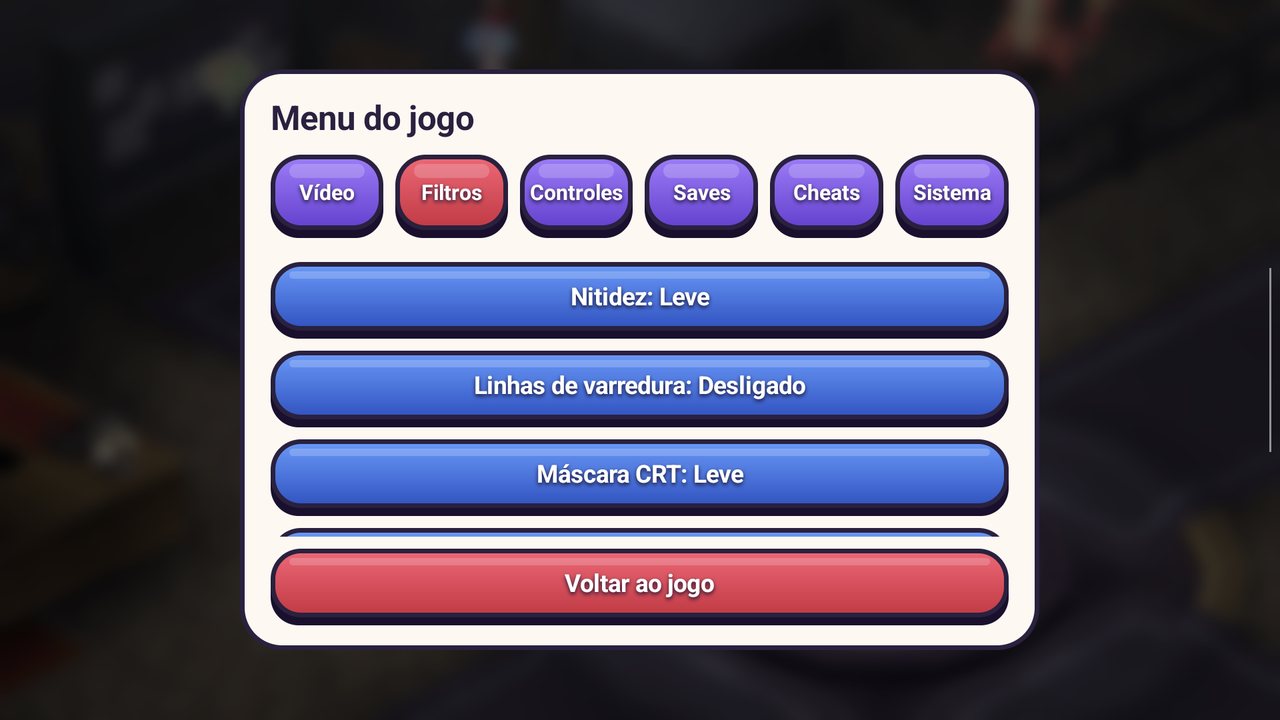 Menu do jogo
Vídeo
Filtros
Controles
Saves
Cheats
Sistema
Nitidez: Leve
Linhas de varredura: Desligado
Máscara CRT: Leve
Voltar ao jogo